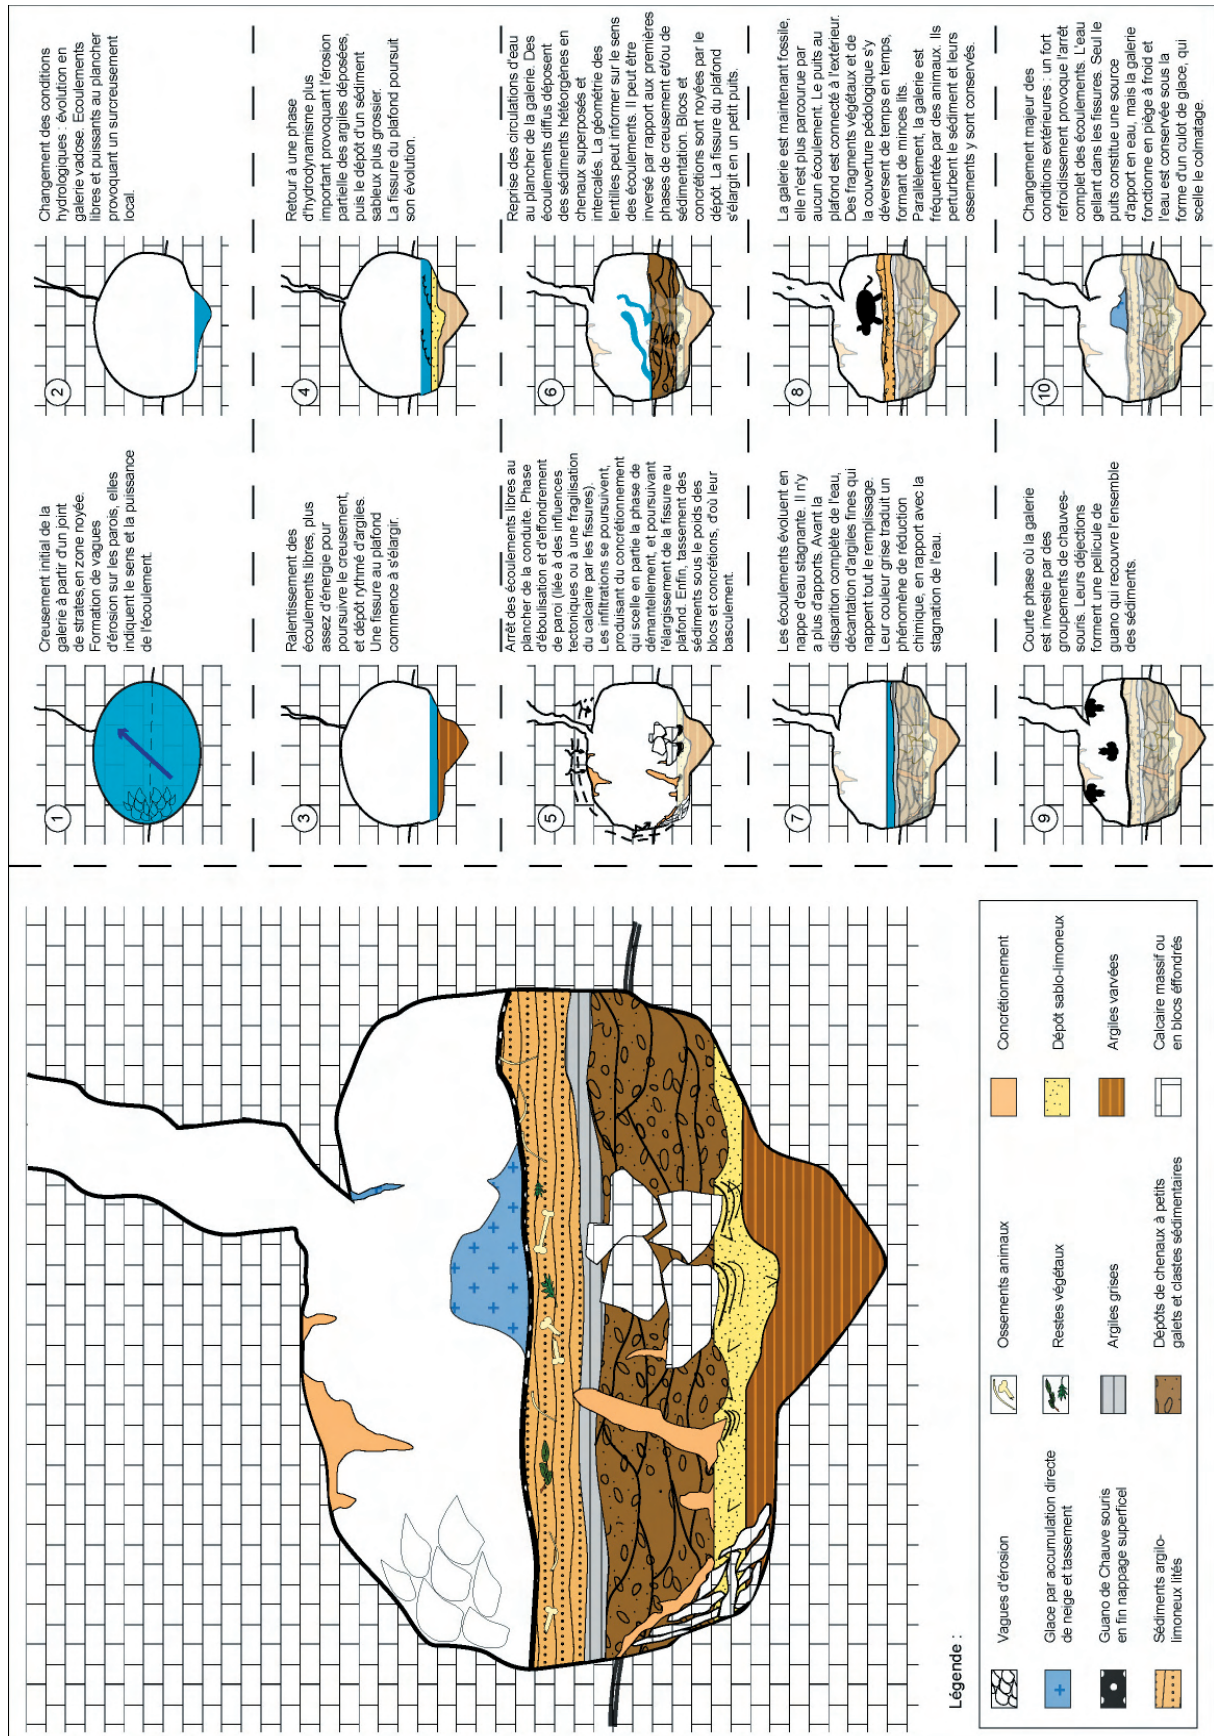 1
Creusement initial de la
galerie à partir d'un joint
de strates, en zone noyée.
Formation de vagues
d'érosion sur les parois, elles
indiquent le sens et la puissance
de l'écoulement.
2
Changement des conditions
hydrologiques : évolution en
galerie vadose. Ecoulements
libres et puissants au plancher
provoquant un surcreusement
local.
3
Ralentissement des
écoulements libres, plus
assez d'énergie pour
poursuivre le creusement,
et dépôt rythmé d'argiles.
Une fissure au plafond
commence à s'élargir.
4
Retour à une phase
d'hydrodynamisme plus
important provoquant l'érosion
partielle des argiles déposées,
puis le dépôt d'un sédiment
sableux plus grossier.
La fissure du plafond poursuit
son évolution.
5
Arrêt des écoulements libres au
plancher de la conduite. Phase
d'éboulisation et d'effondrement
de paroi (liée à des influences
tectoniques ou à une fragilisation
du calcaire par les fissures).
Les infiltrations se poursuivent,
produisant du concrétionnement
qui scelle en partie la phase de
démantellement, et poursuivant
l'élargissement de la fissure au
plafond. Enfin, tassement des
sédiments sous le poids des
blocs et concrétions, d'où leur
basculement.
6
Reprise des circulations d'eau
au plancher de la galerie. Des
écoulements diffus déposent
des sédiments hétéorgènes en
chenaux superposés et
intercalés. La géométrie des
lentilles peut informer sur le sens
des écoulements. Il peut être
inversé par rapport aux premières
phases de creusement et/ou de
sédimentation. Blocs et
concrétions sont noyées par le
dépôt. La fissure du plafond
s'élargit en un petit puits.
7
Les écoulements évoluent en
nappe d'eau stagnante. Il n'y
a plus d'apports. Avant la
disparition complète de l'eau,
décantation d'argiles fines qui
nappent tout le remplissage.
Leur couleur grise traduit un
phénomène de réduction
chimique, en rapport avec la
stagnation de l'eau.
8
La galerie est maintenant fossile,
elle n'est plus parcourue par
aucun écoulement. Le puits au
plafond est connecté à l'extérieur.
Des fragments végétaux et de
la couverture pédologique s'y
déversent de temps en temps,
formant de minces lits.
Parallèlement, la galerie est
fréquentée par des animaux. Ils
perturbent le sédiment et leurs
ossements y sont conservés.
9
Courte phase où la galerie
est investie par des
groupements de chauves-
souris. Leurs déjections
forment une pellicule de
guano qui recouvre l'ensemble
des sédiments.
10
Changement majeur des
conditions extérieures : un fort
refroidissement provoque l'arrêt
complet des écoulements. L'eau
gellant dans les fissures. Seul le
puits constitue une source
d'apport en eau, mais la galerie
fonctionne en piège à froid et
l'eau est conservée sous la
forme d'un culot de glace, qui
scelle le colmatage.
Légende :
Vagues d'érosion
Glace par accumulation directe
de neige et tassement
Guano de Chauve souris
en fin nappage superficel
Sédiments argilo-
limoneux lités
Ossements animaux
Restes végétaux
Argiles grises
Dépôts de chenaux à petits
galets et clastes sédimentaires
Concrétionnement
Dépôt sablo-limoneux
Argiles varvées
Calcaire massif ou
en blocs éffondrés